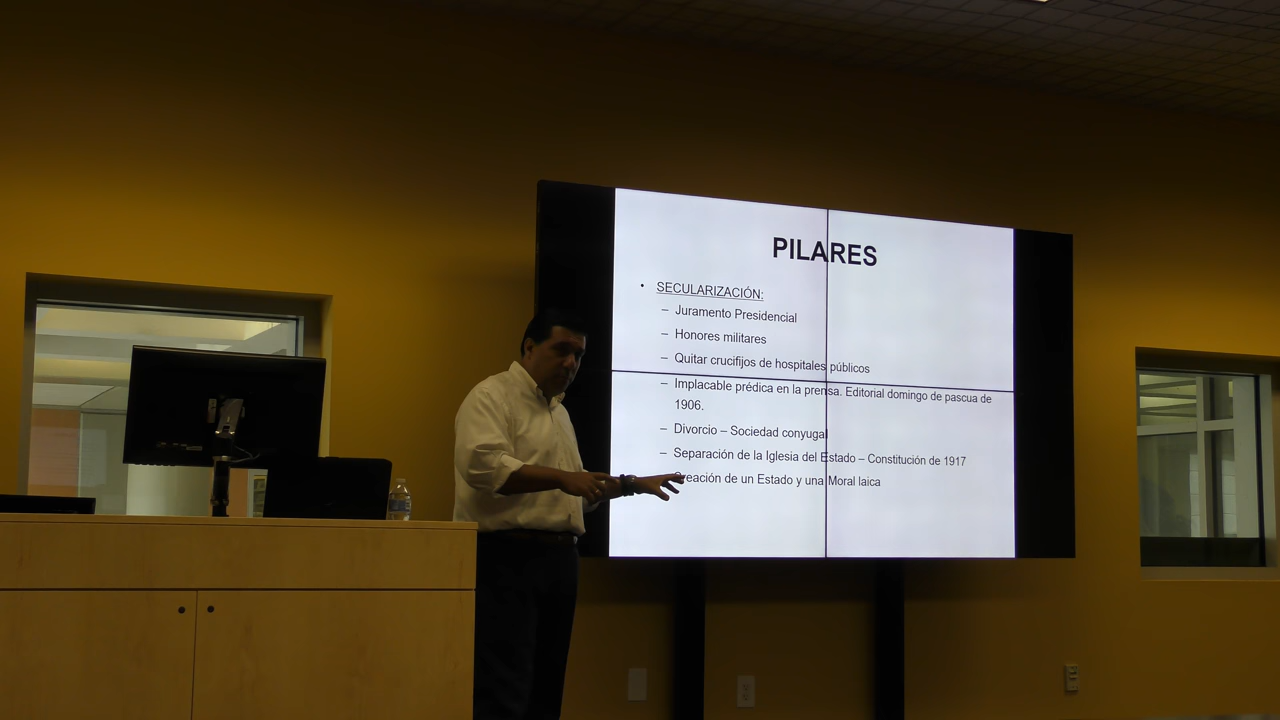 PILARES
• SECULARIZACIÓN:
– Juramento Presidencial
– Honores militares
– Quitar crucifijos de hospitales públicos
– Implacable prédica en la prensa. Editorial domingo de pascua de
1906.
– Divorcio – Sociedad conyugal
– Separación de la Iglesia del Estado – Constitución de 1917
Creación de un Estado y una Moral laica